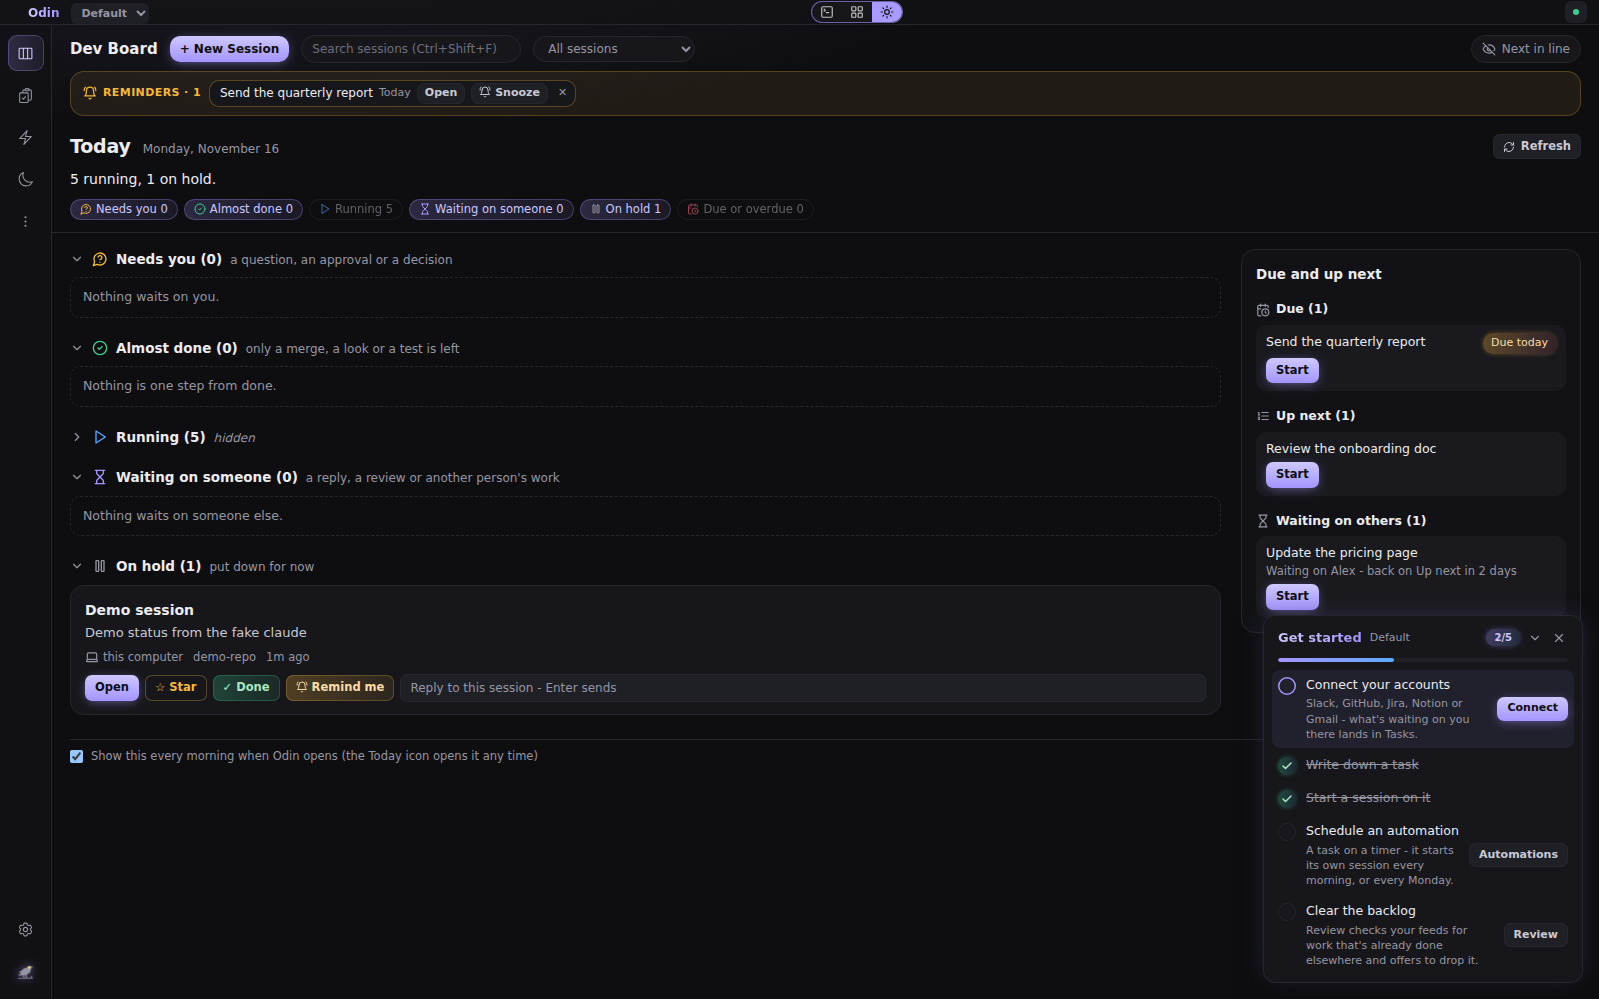 Odin Default
Dev Board + New Session Search sessions (Ctrl+Shift+F) All sessions Next in line
REMINDERS · 1 Send the quarterly report Today Open Snooze ×
Today Monday, November 16 Refresh
5 running, 1 on hold.
Needs you 0 Almost done 0 Running 5 Waiting on someone 0 On hold 1 Due or overdue 0
Needs you (0) a question, an approval or a decision
Nothing waits on you.
Almost done (0) only a merge, a look or a test is left
Nothing is one step from done.
Running (5) hidden
Waiting on someone (0) a reply, a review or another person's work
Nothing waits on someone else.
On hold (1) put down for now
Demo session
Demo status from the fake claude
this computer demo-repo 1m ago
Open ☆ Star ✓ Done Remind me Reply to this session - Enter sends
Show this every morning when Odin opens (the Today icon opens it any time)
Due and up next
Due (1)
Send the quarterly report Due today
Start
Up next (1)
Review the onboarding doc
Start
Waiting on others (1)
Update the pricing page
Waiting on Alex - back on Up next in 2 days
Start
Get started Default 2/5
Connect your accounts
Slack, GitHub, Jira, Notion or
Gmail - what's waiting on you
there lands in Tasks.
Connect
Write down a task
Start a session on it
Schedule an automation
A task on a timer - it starts
its own session every
morning, or every Monday.
Automations
Clear the backlog
Review checks your feeds for
work that's already done
elsewhere and offers to drop it.
Review